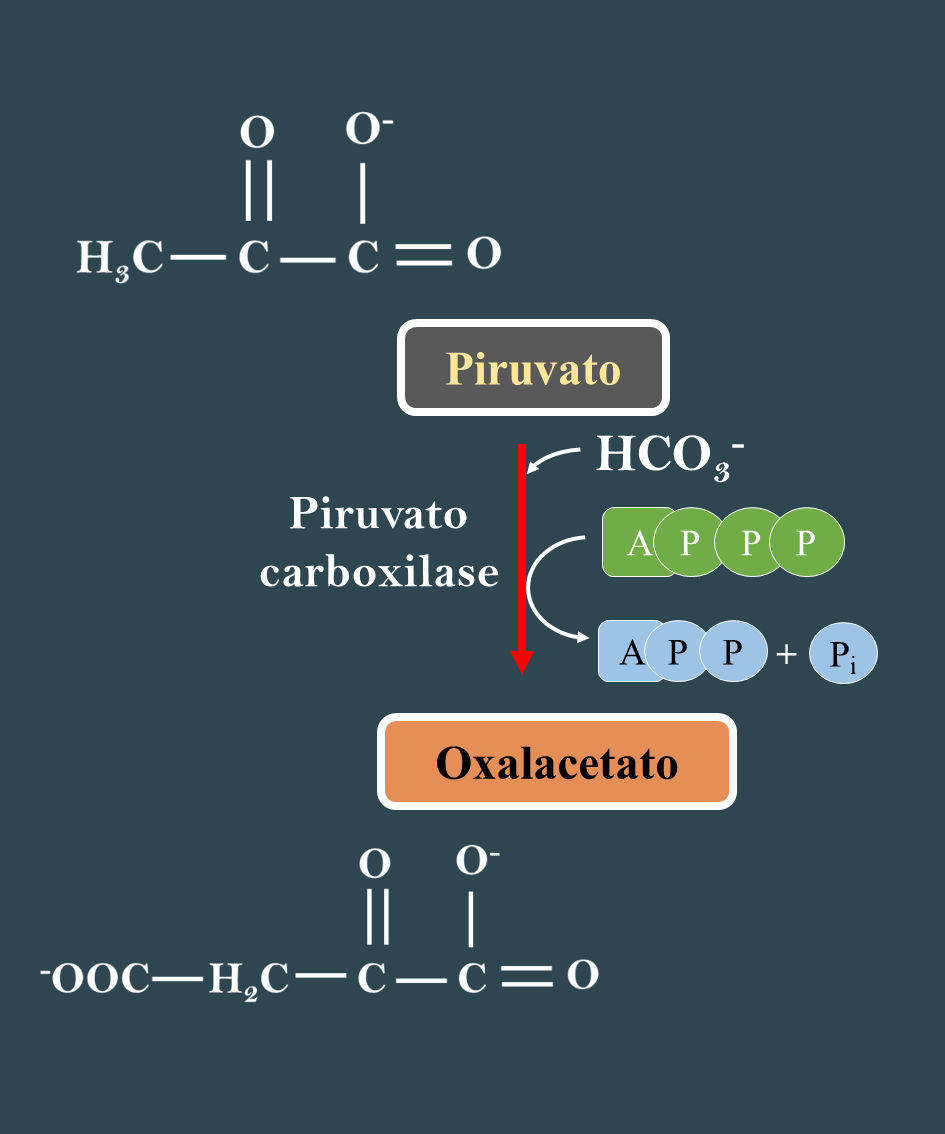 O O⁻
H₃C — C — C = O
Piruvato
HCO₃⁻
Piruvato
carboxilase
A P P P
A P P + Pᵢ
Oxalacetato
O O⁻
⁻OOC — H₂C — C — C = O